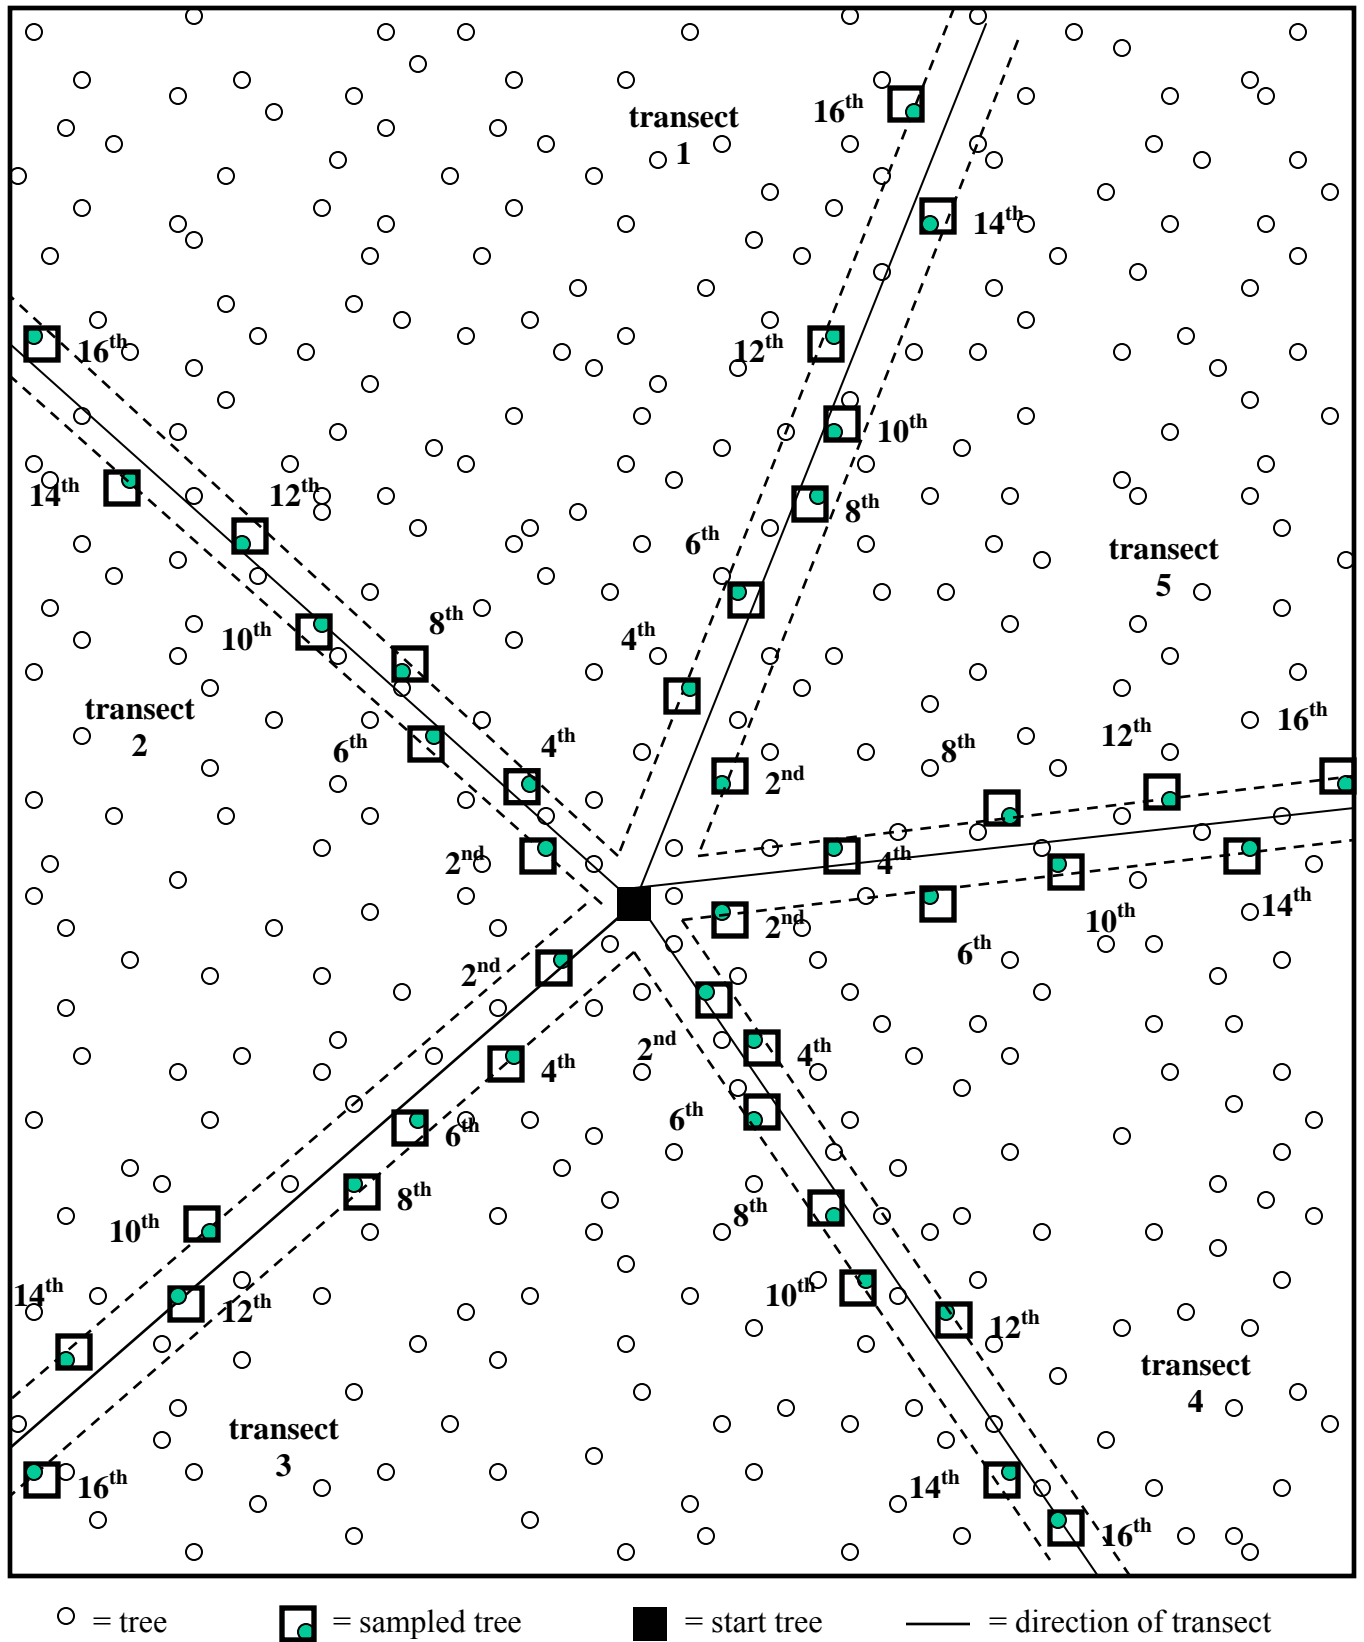 16th
transect
1
14th
16th
12th
10th
14th
12th
8th
6th
transect
5
10th
8th
4th
transect
2
6th
4th
2nd
8th
12th
16th
2nd
4th
2nd
6th
10th
14th
2nd
4th
2nd
4th
6th
6th
8th
8th
10th
14th
12th
10th
12th
transect
4
transect
3
16th
14th
16th
= tree
= sampled tree
= start tree
= direction of transect